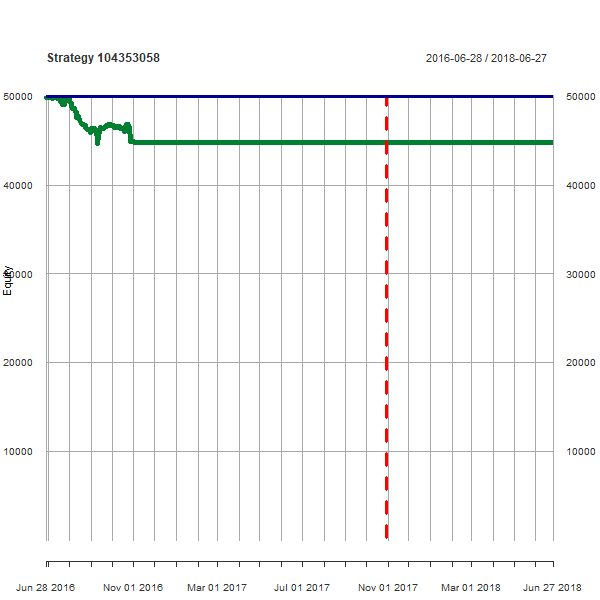 Strategy 104353058
2016-06-28 / 2018-06-27
50000 50000
40000 40000
30000 30000
20000 20000
10000 10000
Equity
Jun 28 2016 Nov 01 2016 Mar 01 2017 Jul 01 2017 Nov 01 2017 Mar 01 2018 Jun 27 2018